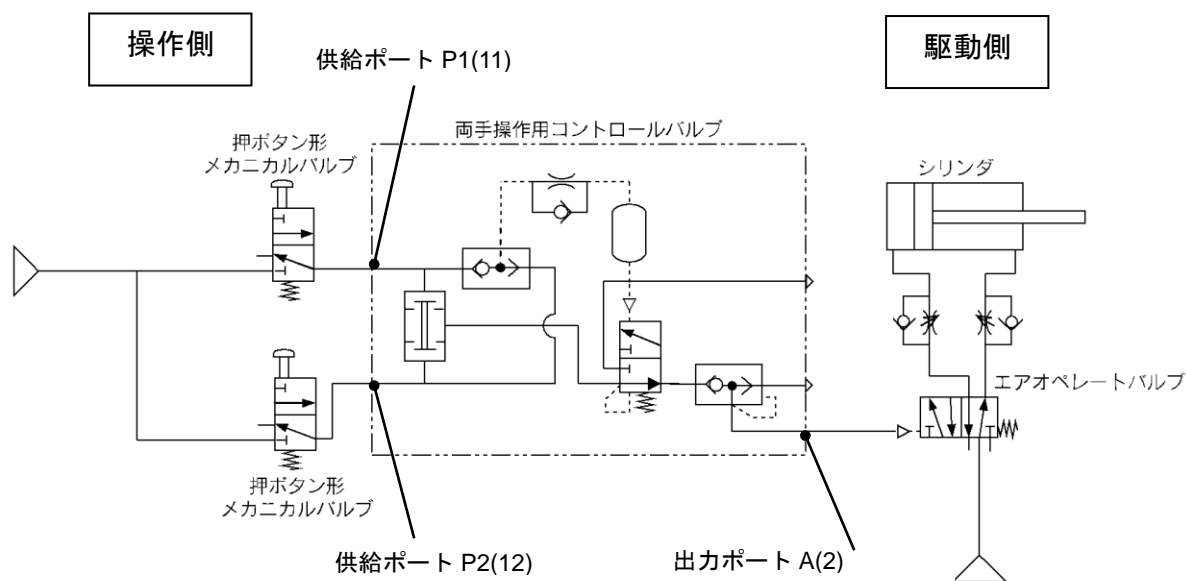 操作側
駆動側
供給ポート P1(11)
両手操作用コントロールバルブ
押ボタン形
メカニカルバルブ
シリンダ
エアオペレートバルブ
押ボタン形
メカニカルバルブ
供給ポート P2(12)
出力ポート A(2)